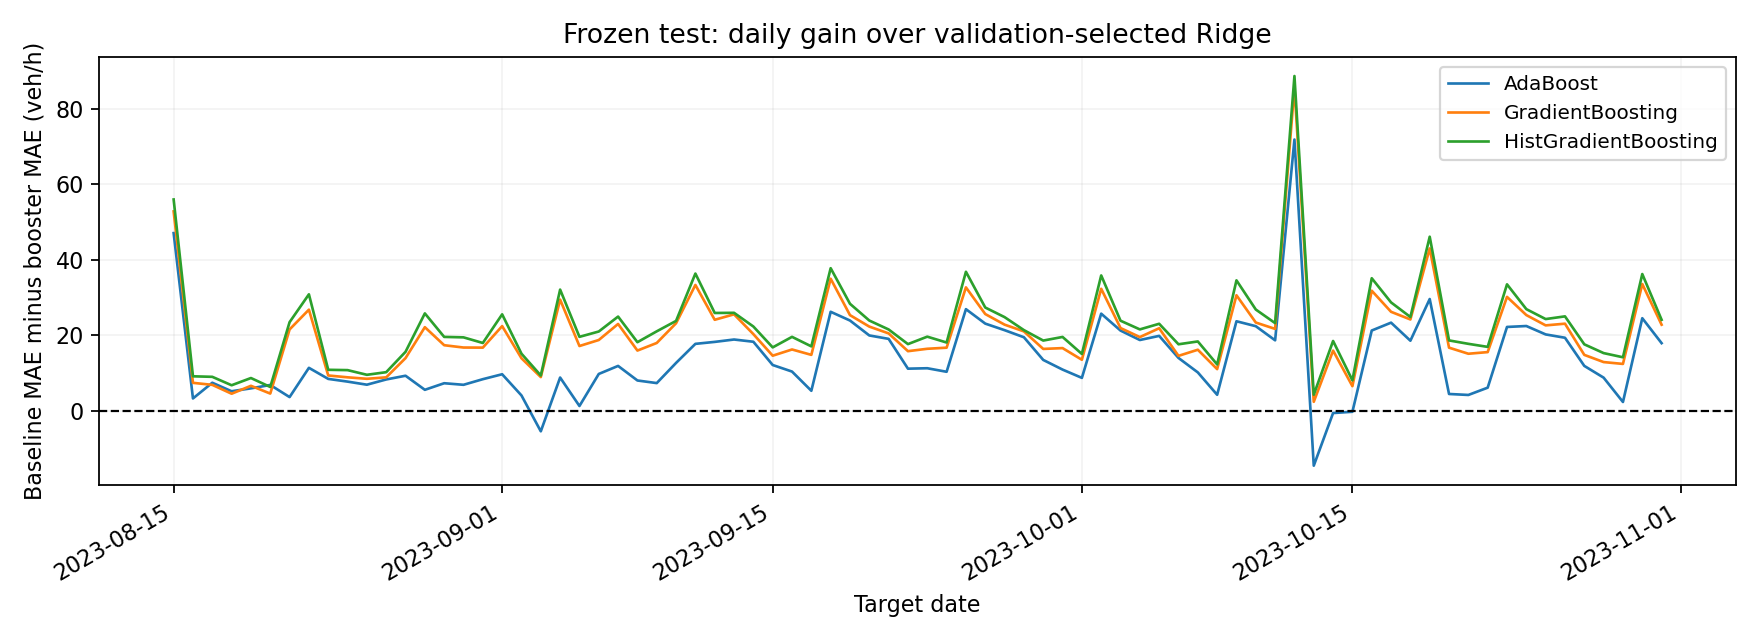 Frozen test: daily gain over validation-selected Ridge
Baseline MAE minus booster MAE (veh/h)
80
60
40
20
0
AdaBoost
GradientBoosting
HistGradientBoosting
2023-08-15
2023-09-01
2023-09-15
2023-10-01
2023-10-15
2023-11-01
Target date